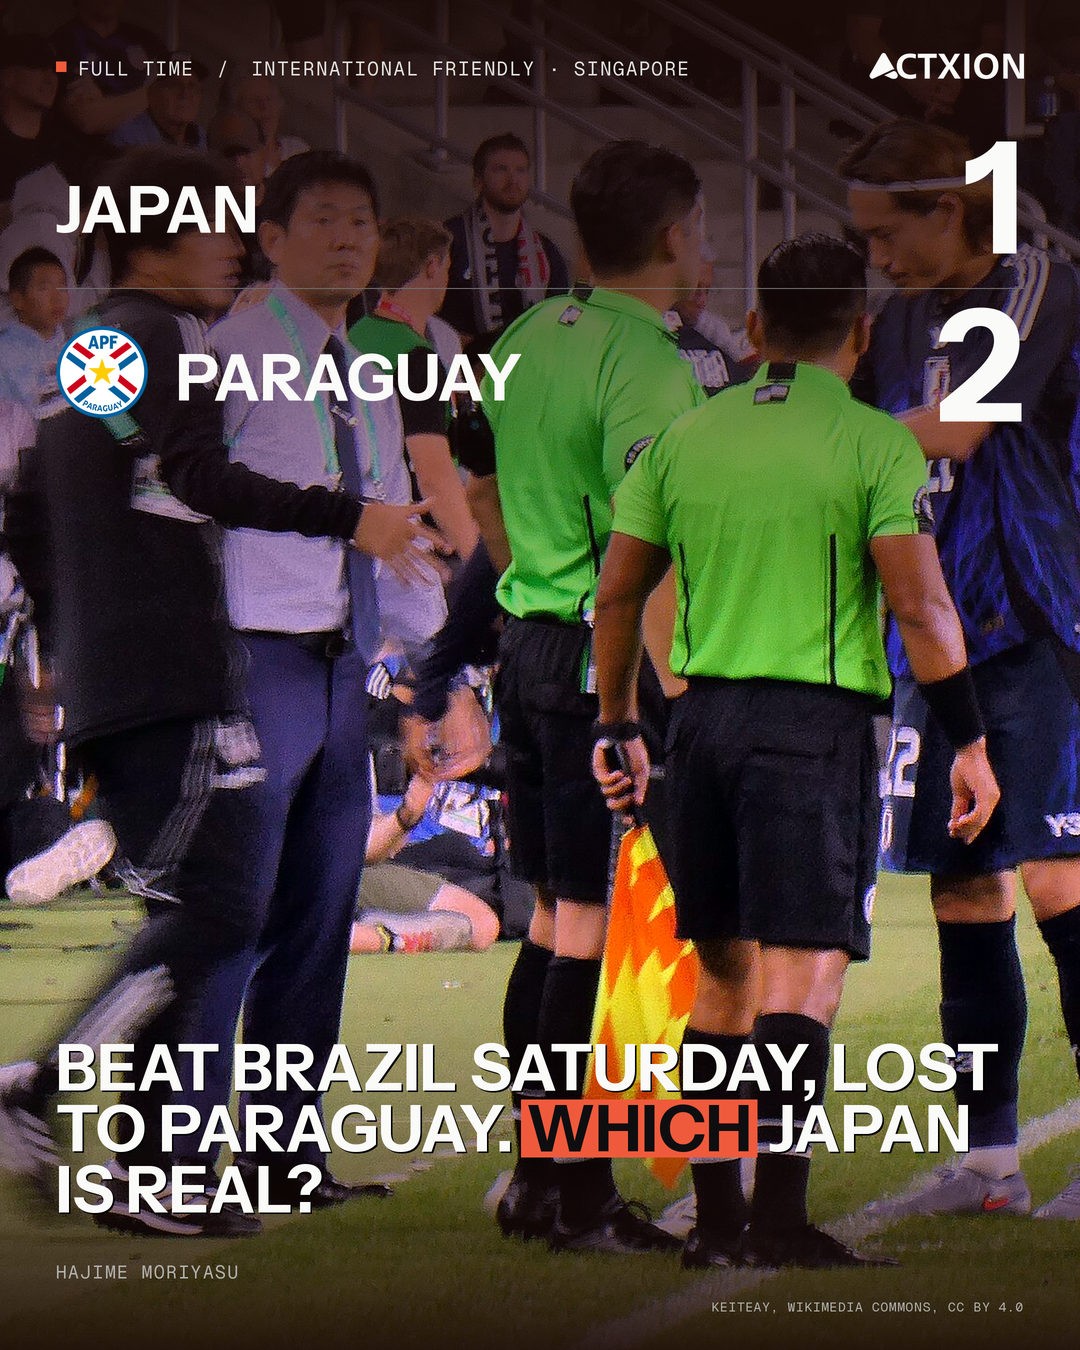 FULL TIME / INTERNATIONAL FRIENDLY · SINGAPORE
ACTXION
JAPAN
1
APF
PARAGUAY
PARAGUAY
2
BEAT BRAZIL SATURDAY, LOST
TO PARAGUAY. WHICH JAPAN
IS REAL?
HAJIME MORIYASU
KEITEAY, WIKIMEDIA COMMONS, CC BY 4.0